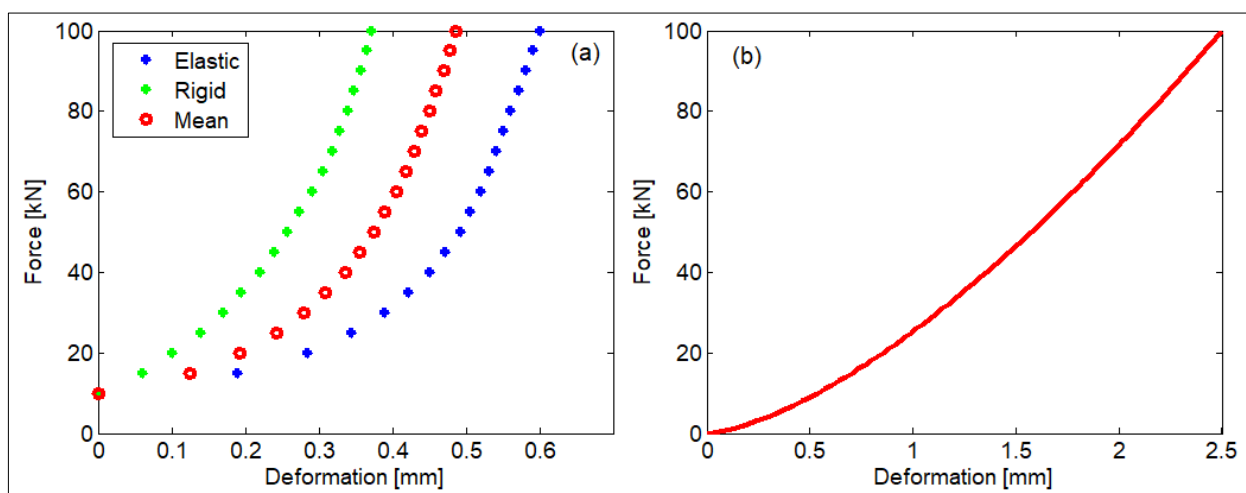 100
80
60
40
20
0
Force [kN]
Elastic
Rigid
Mean
(a)
0 0.1 0.2 0.3 0.4 0.5 0.6
Deformation [mm]
100
80
60
40
20
0
Force [kN]
(b)
0 0.5 1 1.5 2 2.5
Deformation [mm]